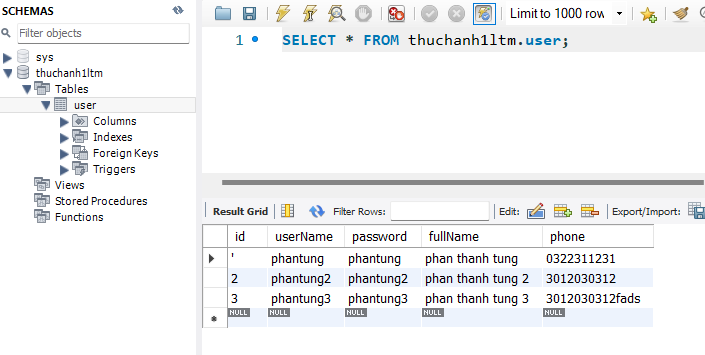 SCHEMAS
Filter objects
sys
thuchanh1ltm
Tables
user
Columns
Indexes
Foreign Keys
Triggers
Views
Stored Procedures
Functions
Limit to 1000 row
1 SELECT * FROM thuchanh1ltm.user;
Result Grid Filter Rows: Edit: Export/Import:
id userName password fullName phone
' phantung phantung phan thanh tung 0322311231
2 phantung2 phantung2 phan thanh tung 2 3012030312
3 phantung3 phantung3 phan thanh tung 3 3012030312fads
NULL NULL NULL NULL NULL